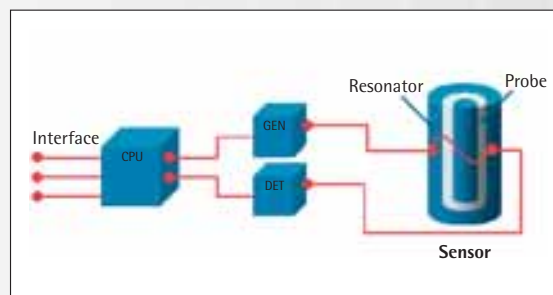 Resonator
Probe
Interface
CPU
GEN
DET
Sensor